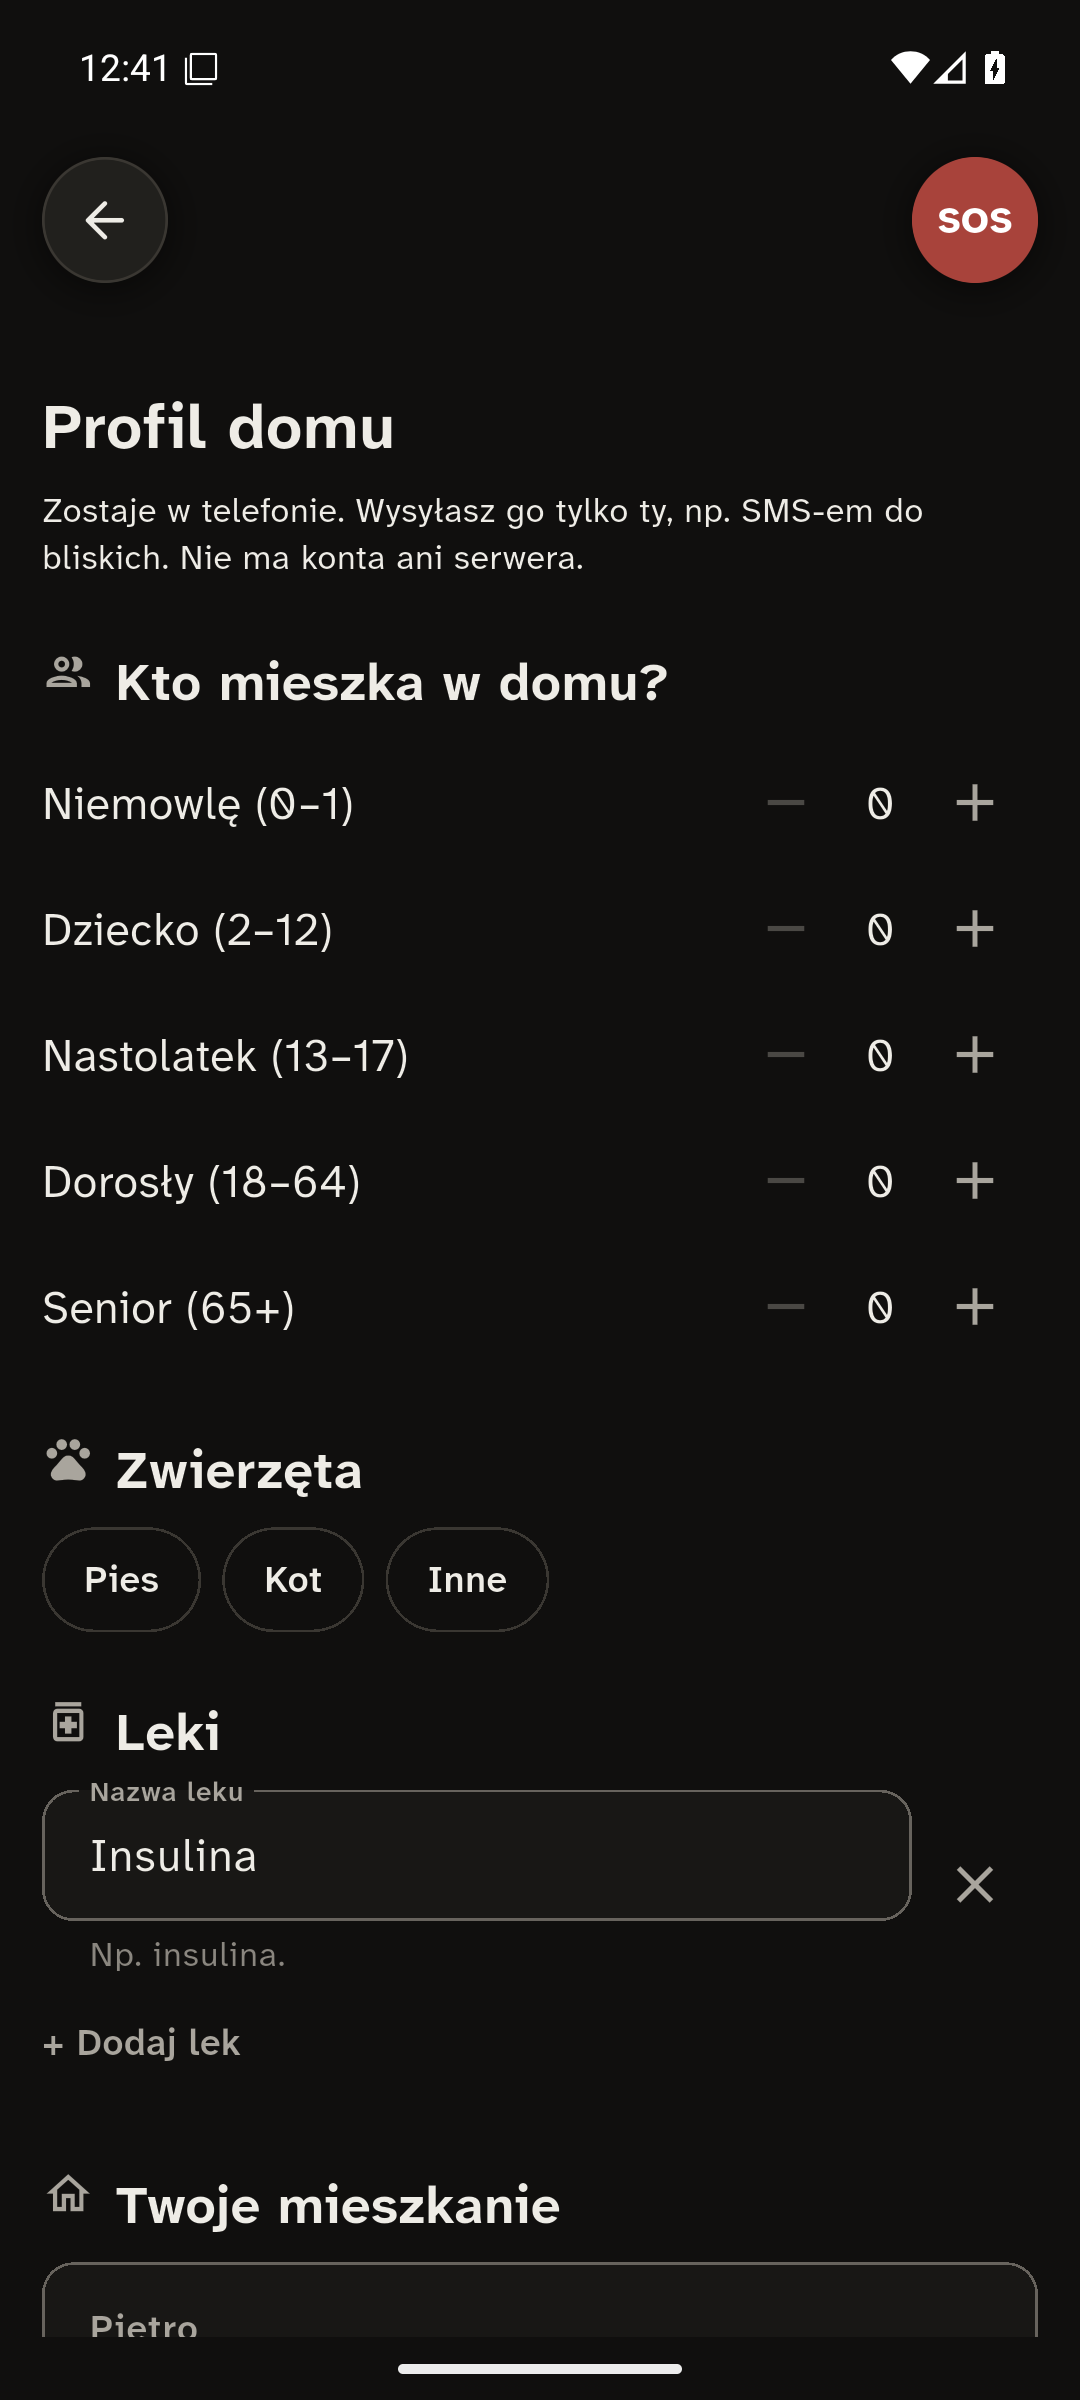 12:41
SOS
Profil domu
Zostaje w telefonie. Wysyłasz go tylko ty, np. SMS-em do
bliskich. Nie ma konta ani serwera.
Kto mieszka w domu?
Niemowlę (0–1) − 0 +
Dziecko (2–12) − 0 +
Nastolatek (13–17) − 0 +
Dorosły (18–64) − 0 +
Senior (65+) − 0 +
Zwierzęta
Pies Kot Inne
Leki
Nazwa leku
Insulina
Np. insulina.
+ Dodaj lek
Twoje mieszkanie
Piętro